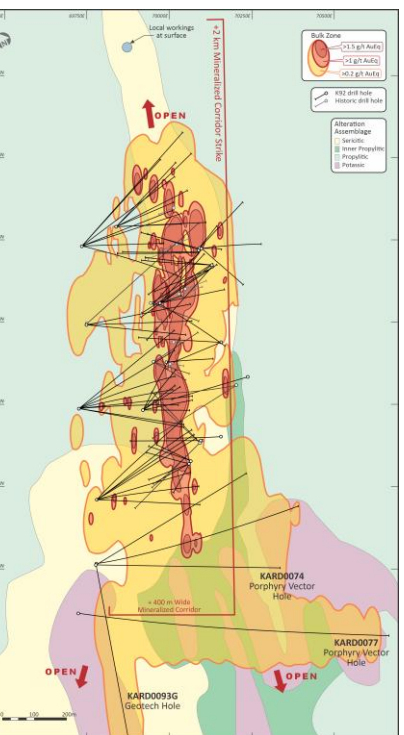 Local workings
at surface
+2 km Mineralized Corridor Strike
OPEN
Bulk Zone
>1.5 g/t AuEq
>1 g/t AuEq
>0.2 g/t AuEq
K92 drill hole
Historic drill hole
Alteration
Assemblage
Sericitic
Inner Propylitic
Propylitic
Potassic
KARD0074
Porphyry Vector
Hole
≈ 400 m Wide
Mineralized Corridor
KARD0077
Porphyry Vector
Hole
OPEN
OPEN
KARD0093G
Geotech Hole
100
200m